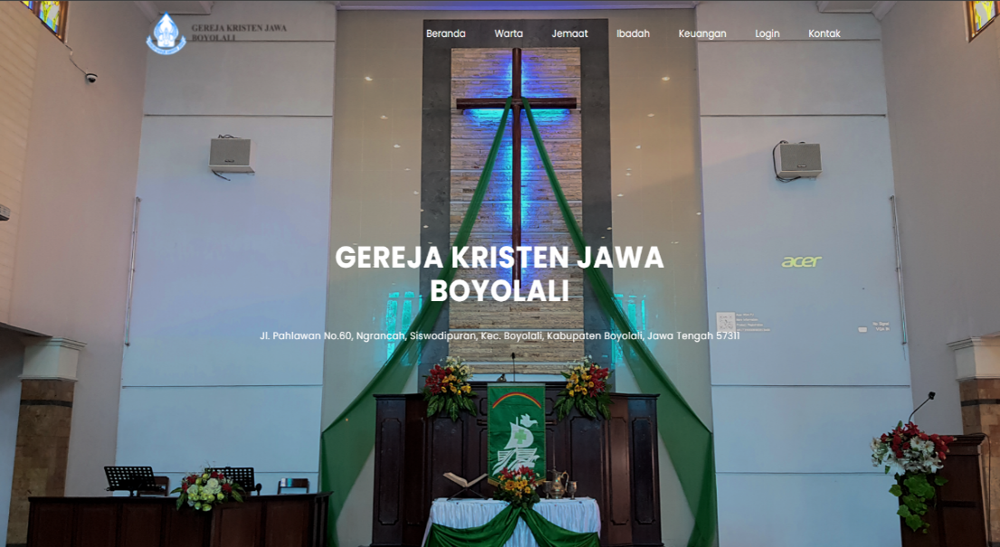 GEREJA KRISTEN JAWA
BOYOLALI
Beranda Warta Jemaat Ibadah Keuangan Login Kontak
GEREJA KRISTEN JAWA
BOYOLALI
Jl. Pahlawan No.60, Ngrancah, Siswodipuran, Kec. Boyolali, Kabupaten Boyolali, Jawa Tengah 57311
acer